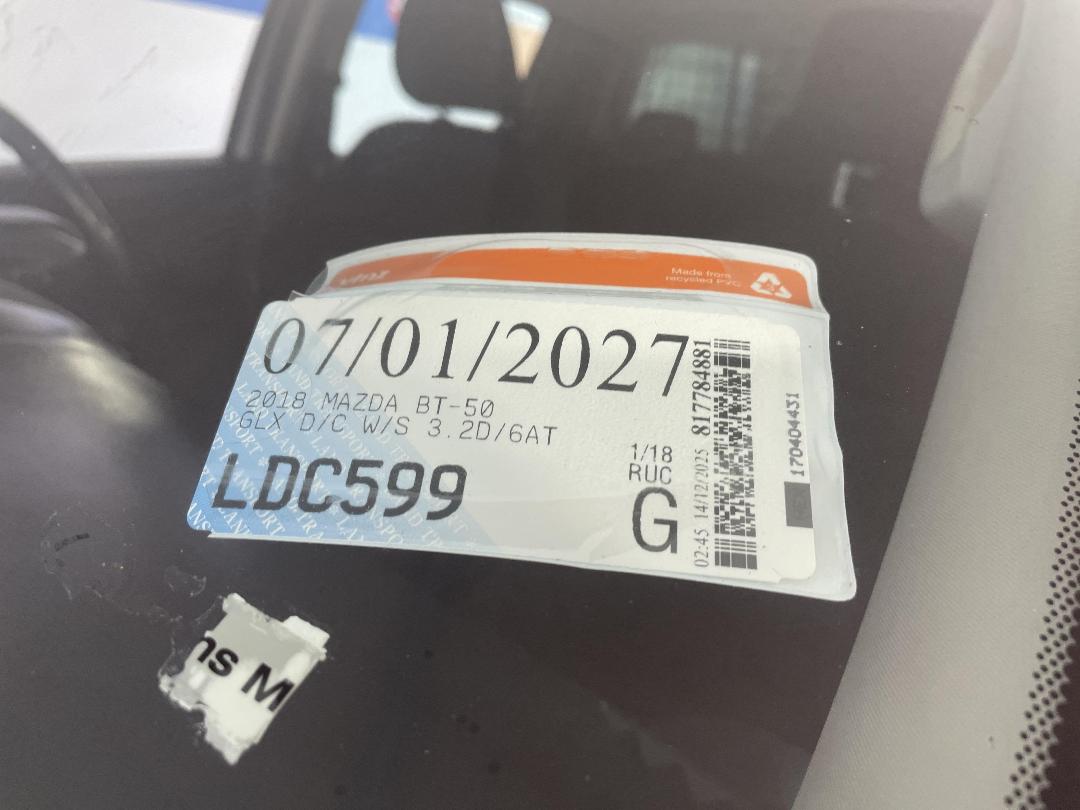 vtnz
Made from
recycled PVC
07/01/2027
2018 MAZDA BT-50
GLX D/C W/S 3.2D/6AT
LDC599
1/18
RUC
G
02:45 14/12/2025 817784881
170404431
ns M